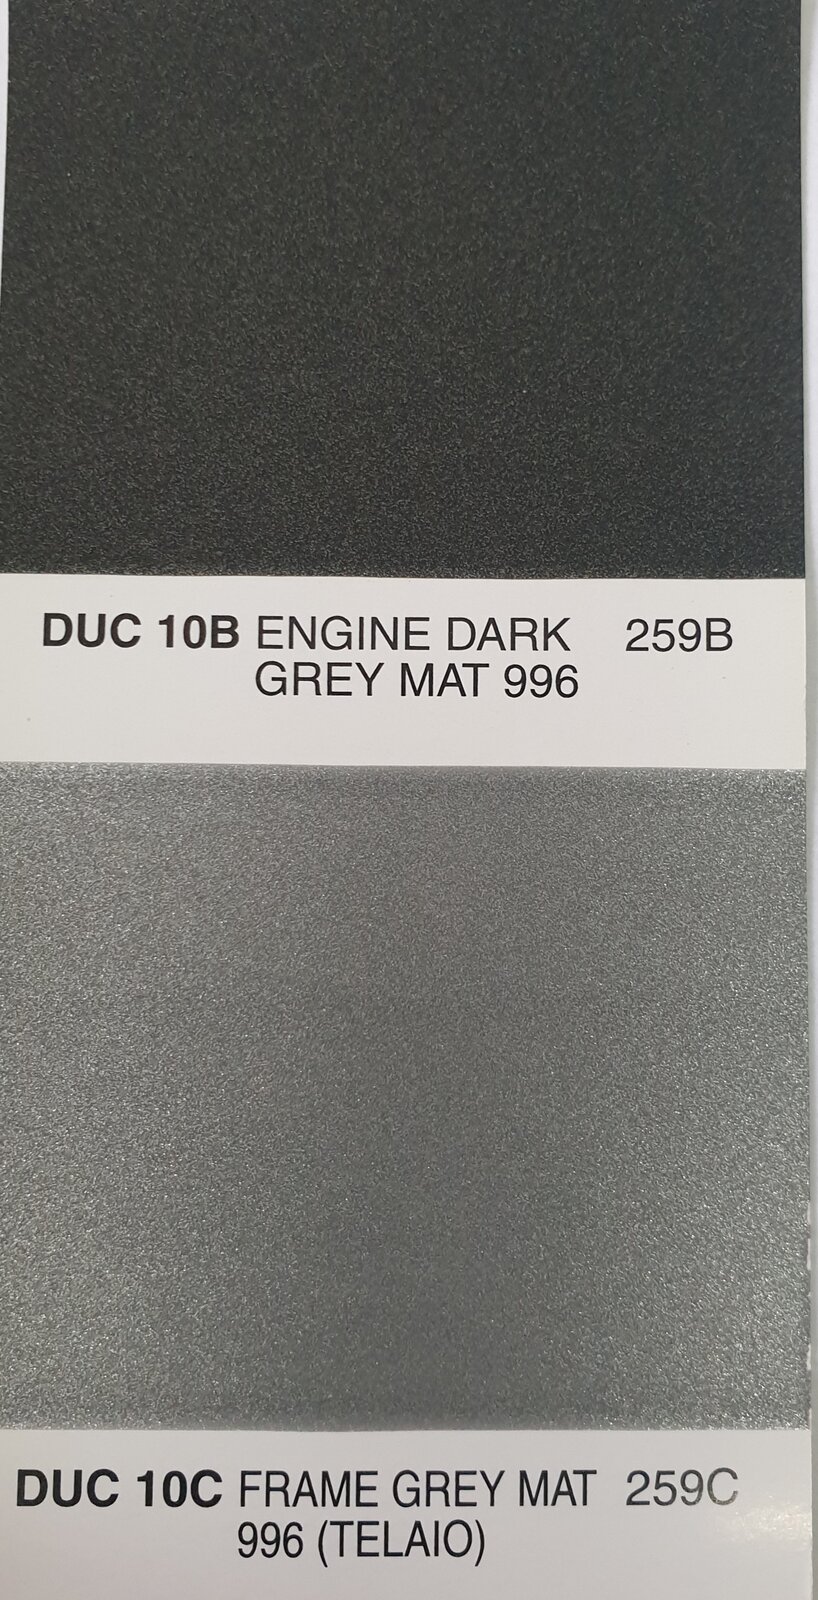 DUC 10B ENGINE DARK 259B
GREY MAT 996
DUC 10C FRAME GREY MAT 259C
996 (TELAIO)